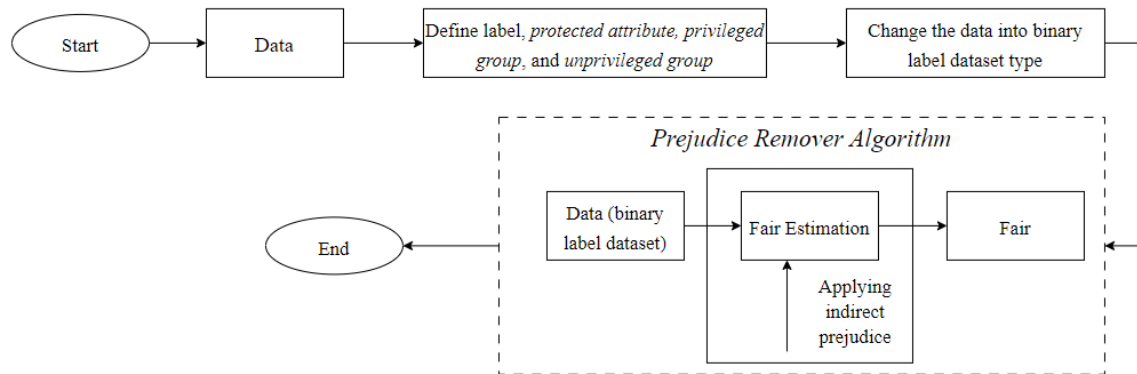 Start
Data
Define label, protected attribute, privileged
group, and unprivileged group
Change the data into binary
label dataset type
Prejudice Remover Algorithm
Data (binary
label dataset)
Fair Estimation
Fair
End
Applying
indirect
prejudice